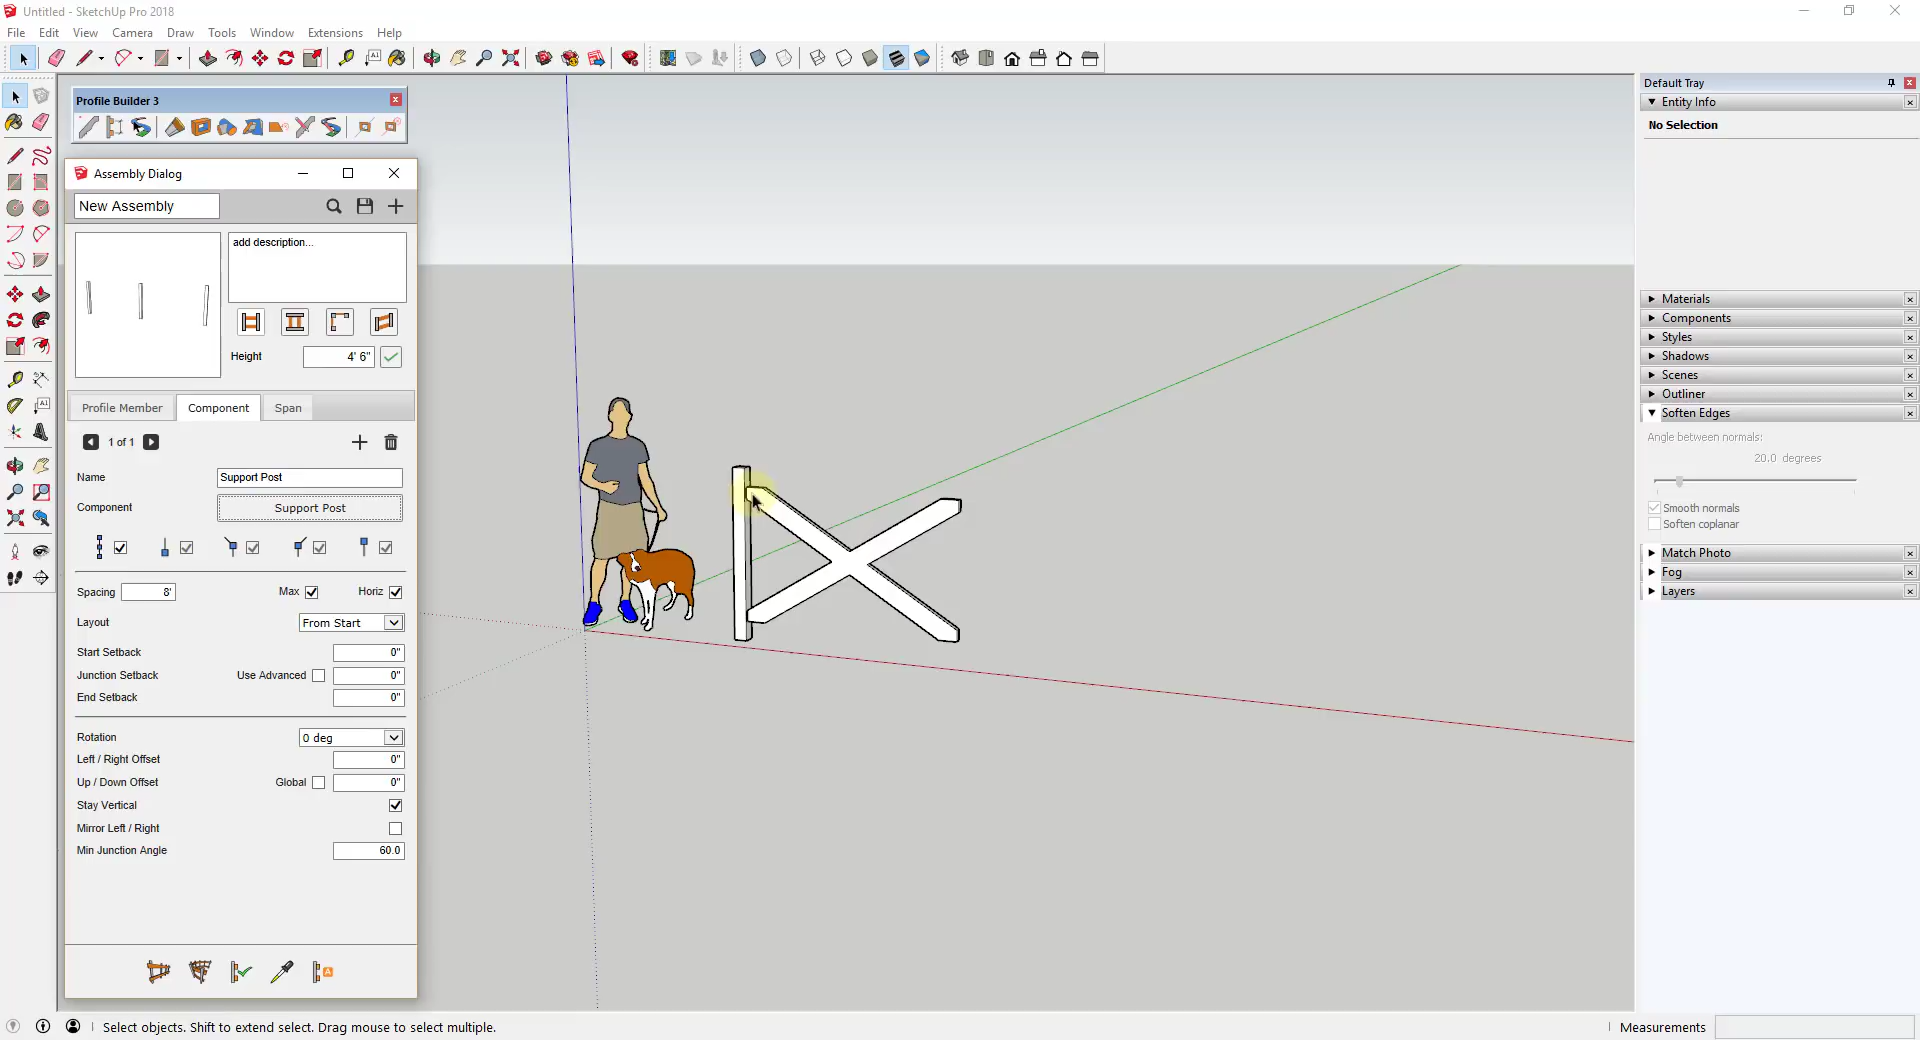 Untitled - SketchUp Pro 2018
File Edit View Camera Draw Tools Window Extensions Help
Profile Builder 3
Assembly Dialog
New Assembly
add description...
Height 4' 6"
Profile Member Component Span
1 of 1
Name Support Post
Component Support Post
Spacing 8' Max Horiz
Layout From Start
Start Setback 0"
Junction Setback Use Advanced 0"
End Setback 0"
Rotation 0 deg
Left / Right Offset 0"
Up / Down Offset Global 0"
Stay Vertical
Mirror Left / Right
Min Junction Angle 60.0
Default Tray
Entity Info
No Selection
Materials
Components
Styles
Shadows
Scenes
Outliner
Soften Edges
Angle between normals:
20.0 degrees
Smooth normals
Soften coplanar
Match Photo
Fog
Layers
Select objects. Shift to extend select. Drag mouse to select multiple.
Measurements